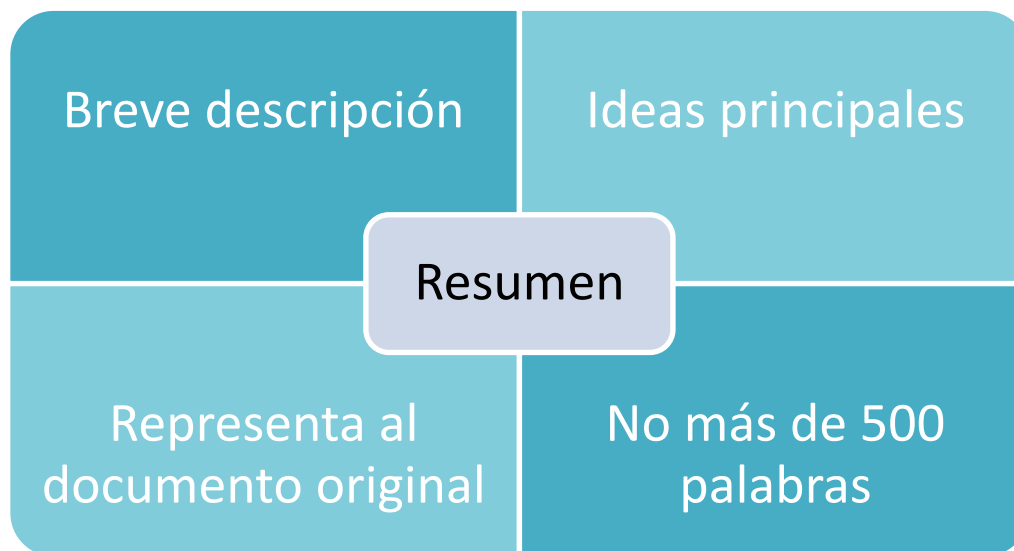 Breve descripción
Ideas principales
Resumen
Representa al
documento original
No más de 500
palabras